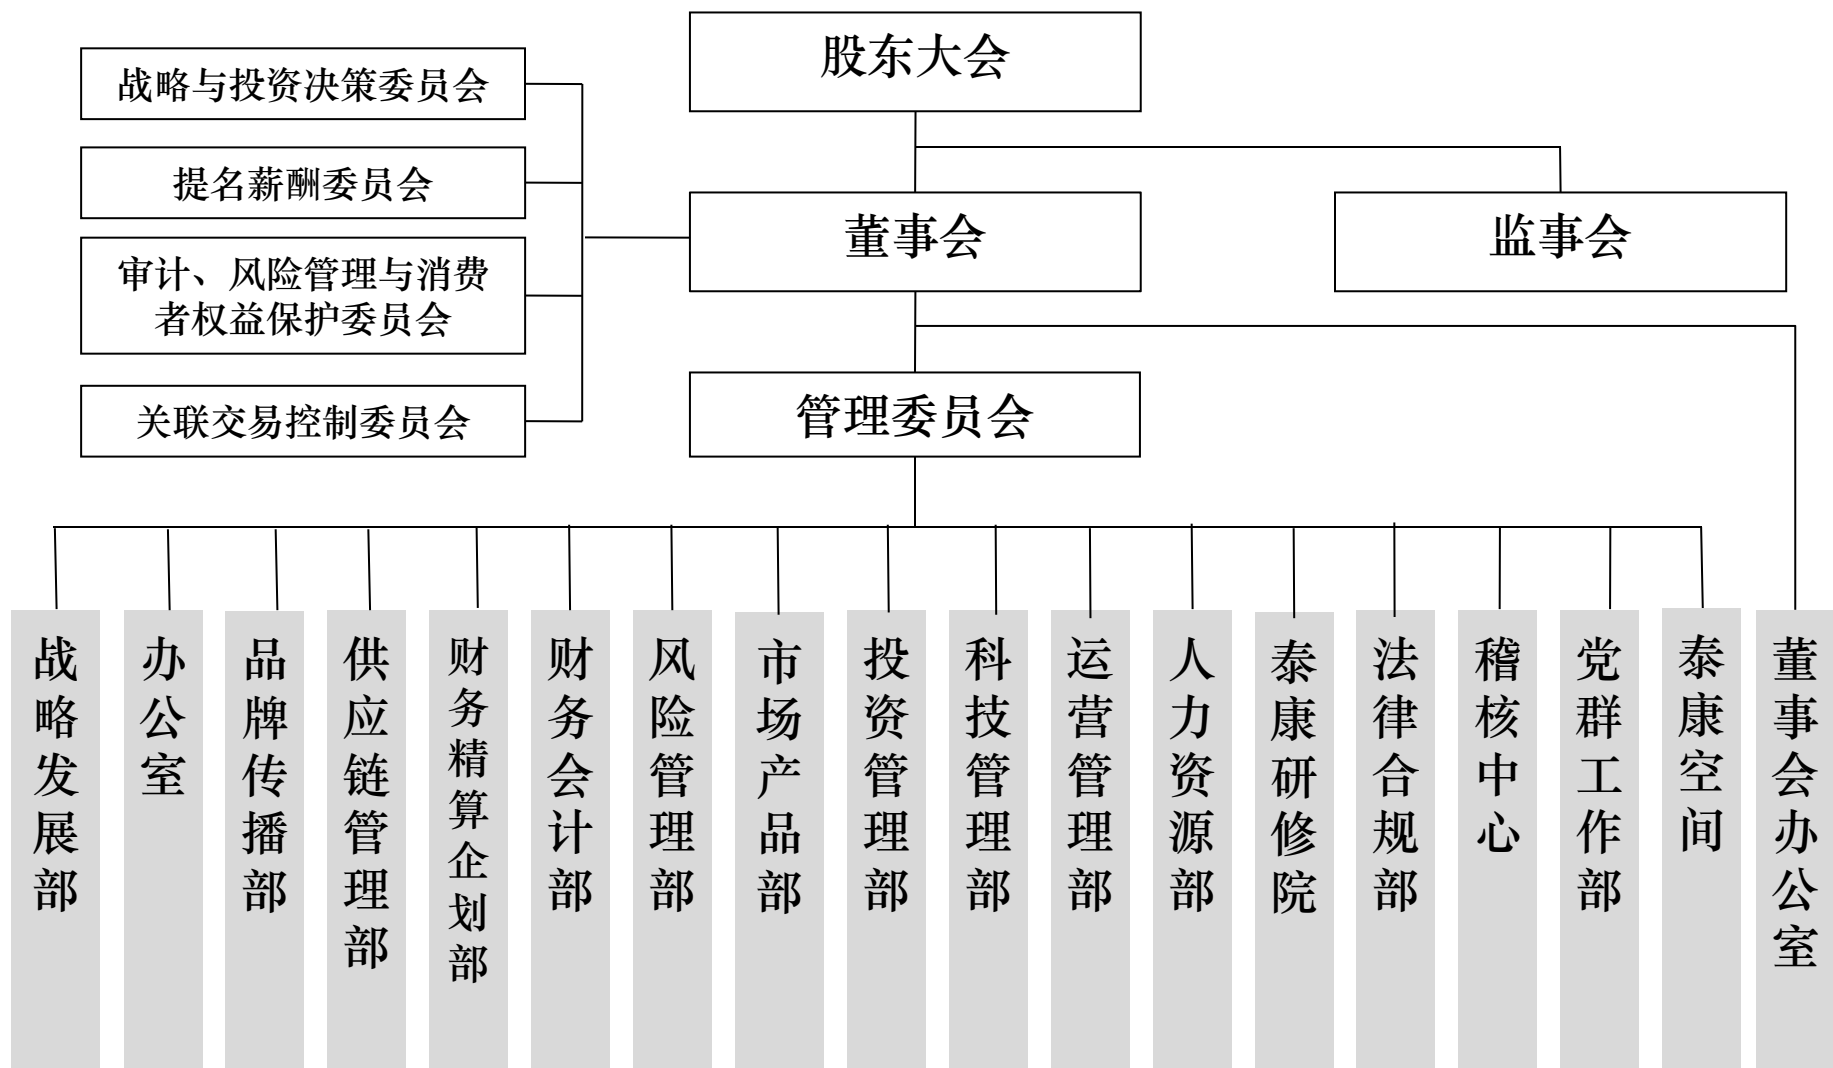 股东大会
战略与投资决策委员会
提名薪酬委员会
董事会
监事会
审计、风险管理与消费
者权益保护委员会
管理委员会
关联交易控制委员会
战略发展部
办公室
品牌传播部
供应链管理部
财务精算企划部
财务会计部
风险管理部
市场产品部
投资管理部
科技管理部
运营管理部
人力资源部
泰康研修院
法律合规部
稽核中心
党群工作部
泰康空间
董事会办公室